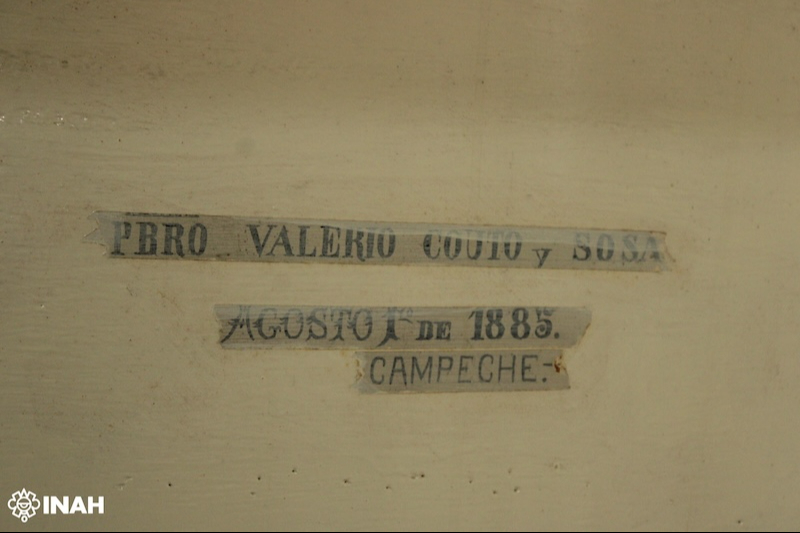 PBRO VALERIO COUTO y SOSA
AGOSTO 1º DE 1885.
CAMPECHE.-
INAH